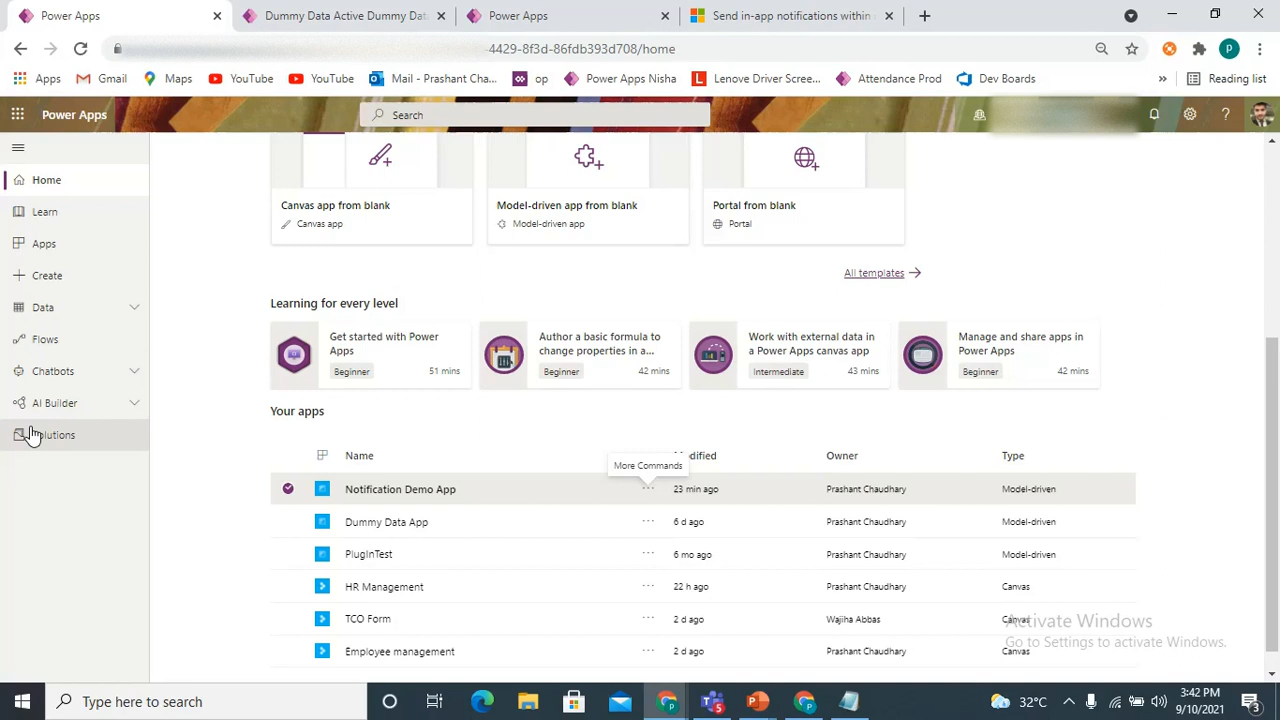 Power Apps
Dummy Data Active Dummy Dat
Power Apps
Send in-app notifications within
-4429-8f3d-86fdb393d708/home
P
Apps
Gmail
Maps
YouTube
YouTube
Mail - Prashant Cha...
op
Power Apps Nisha
Lenove Driver Scree...
Attendance Prod
Dev Boards
»
Reading list
Power Apps
Search
Home
Learn
Apps
Create
Data
Flows
Chatbots
AI Builder
olutions
Canvas app from blank
Canvas app
Model-driven app from blank
Model-driven app
Portal from blank
Portal
All templates
Learning for every level
Get started with Power
Apps
Beginner
51 mins
Author a basic formula to
change properties in a...
Beginner
42 mins
Work with external data in
a Power Apps canvas app
Intermediate
43 mins
Manage and share apps in
Power Apps
Beginner
42 mins
Your apps
Name
More Commands
dified
Owner
Type
Notification Demo App
...
23 min ago
Prashant Chaudhary
Model-driven
Dummy Data App
...
6 d ago
Prashant Chaudhary
Model-driven
PlugInTest
...
6 mo ago
Prashant Chaudhary
Model-driven
HR Management
...
22 h ago
Prashant Chaudhary
Canvas
TCO Form
...
2 d ago
Wajiha Abbas
Canvas
Employee management
...
2 d ago
Prashant Chaudhary
Canvas
Activate Windows
Go to Settings to activate Windows.
Type here to search
32°C
3:42 PM
9/10/2021
3